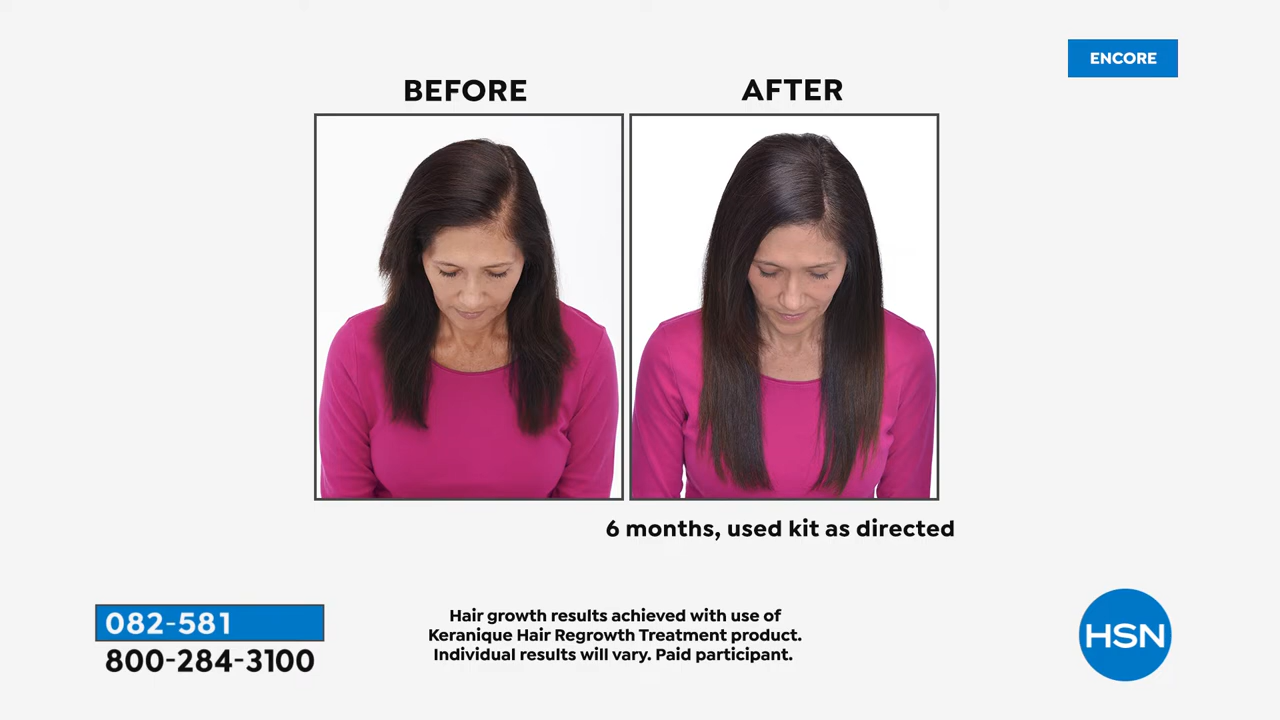 ENCORE
BEFORE
AFTER
6 months, used kit as directed
082-581
800-284-3100
Hair growth results achieved with use of
Keranique Hair Regrowth Treatment product.
Individual results will vary. Paid participant.
HSN